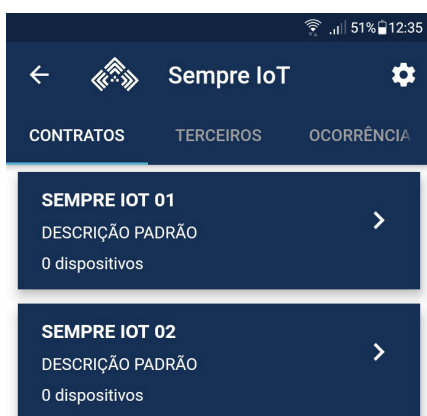 51% 12:35
Sempre IoT
CONTRATOS TERCEIROS OCORRÊNCIA
SEMPRE IOT 01
DESCRIÇÃO PADRÃO
0 dispositivos
SEMPRE IOT 02
DESCRIÇÃO PADRÃO
0 dispositivos